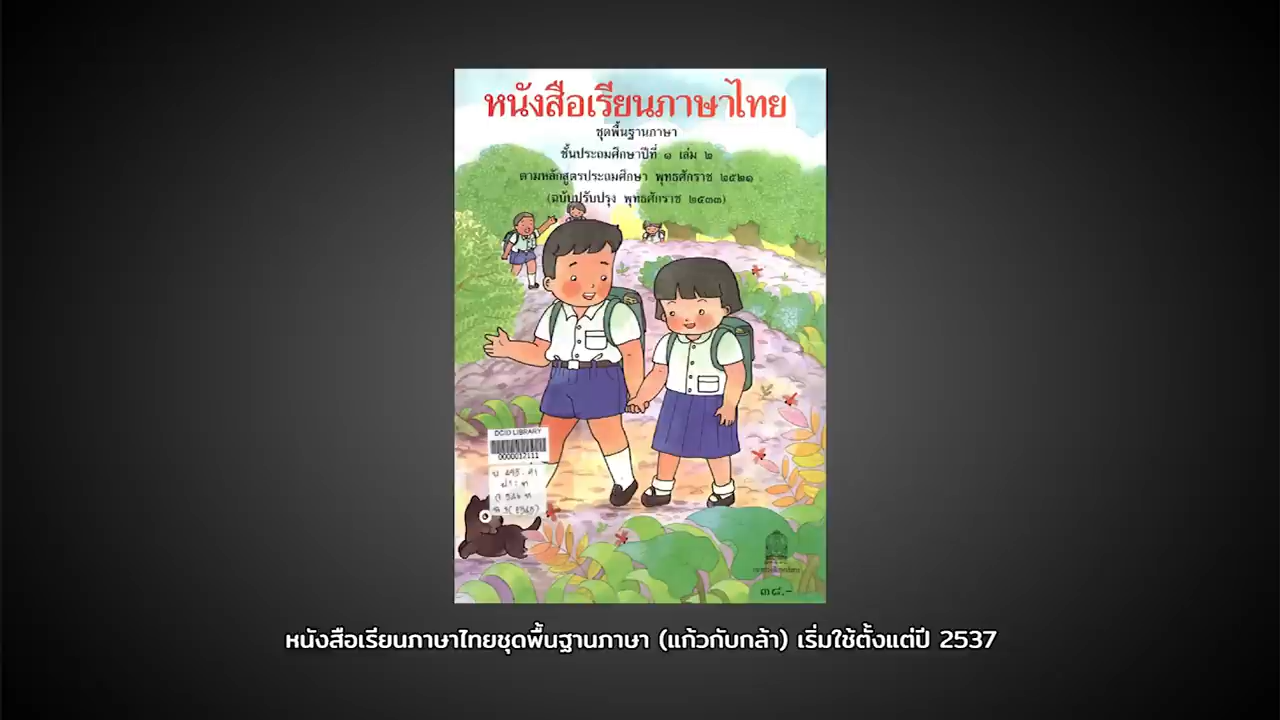 หนังสือเรียนภาษาไทย
ชุดพื้นฐานภาษา
ชั้นประถมศึกษาปีที่ ๑ เล่ม ๒
ตามหลักสูตรประถมศึกษา พุทธศักราช ๒๕๒๑
(ฉบับปรับปรุง พุทธศักราช ๒๕๓๓)
DCID LIBRARY
0000012111
๓๘.-
หนังสือเรียนภาษาไทยชุดพื้นฐานภาษา (แก้วกับกล้า) เริ่มใช้ตั้งแต่ปี 2537